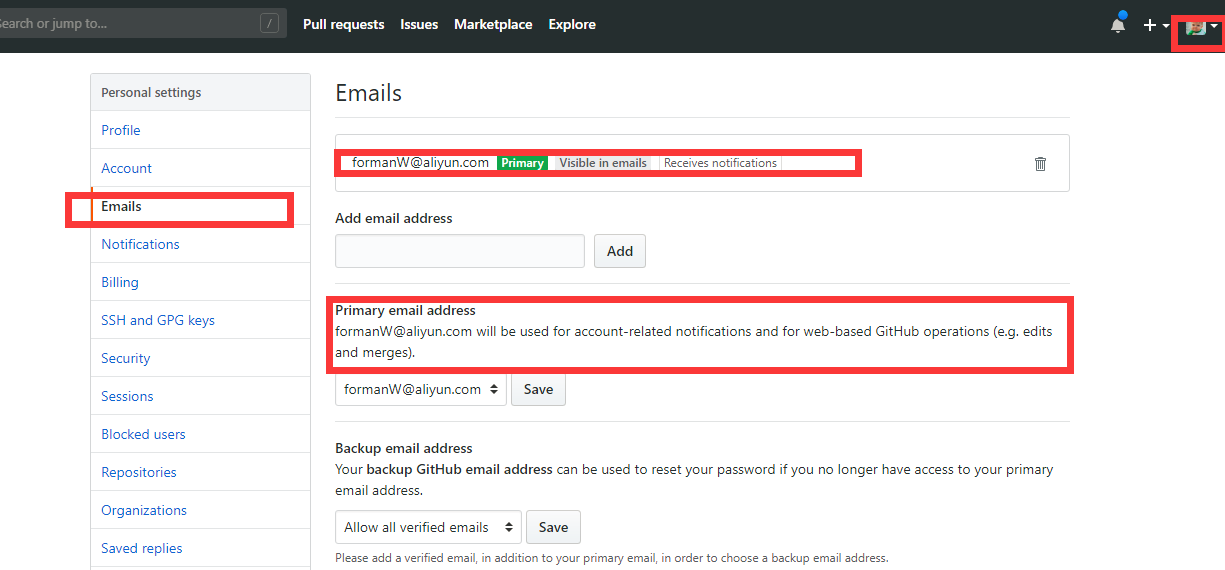 Search or jump to...
/
Pull requests
Issues
Marketplace
Explore
Personal settings
Profile
Account
Emails
Notifications
Billing
SSH and GPG keys
Security
Sessions
Blocked users
Repositories
Organizations
Saved replies
Emails
formanW@aliyun.com Primary Visible in emails Receives notifications
Add email address
Add
Primary email address
formanW@aliyun.com will be used for account-related notifications and for web-based GitHub operations (e.g. edits
and merges).
formanW@aliyun.com Save
Backup email address
Your backup GitHub email address can be used to reset your password if you no longer have access to your primary
email address.
Allow all verified emails Save
Please add a verified email, in addition to your primary email, in order to choose a backup email address.